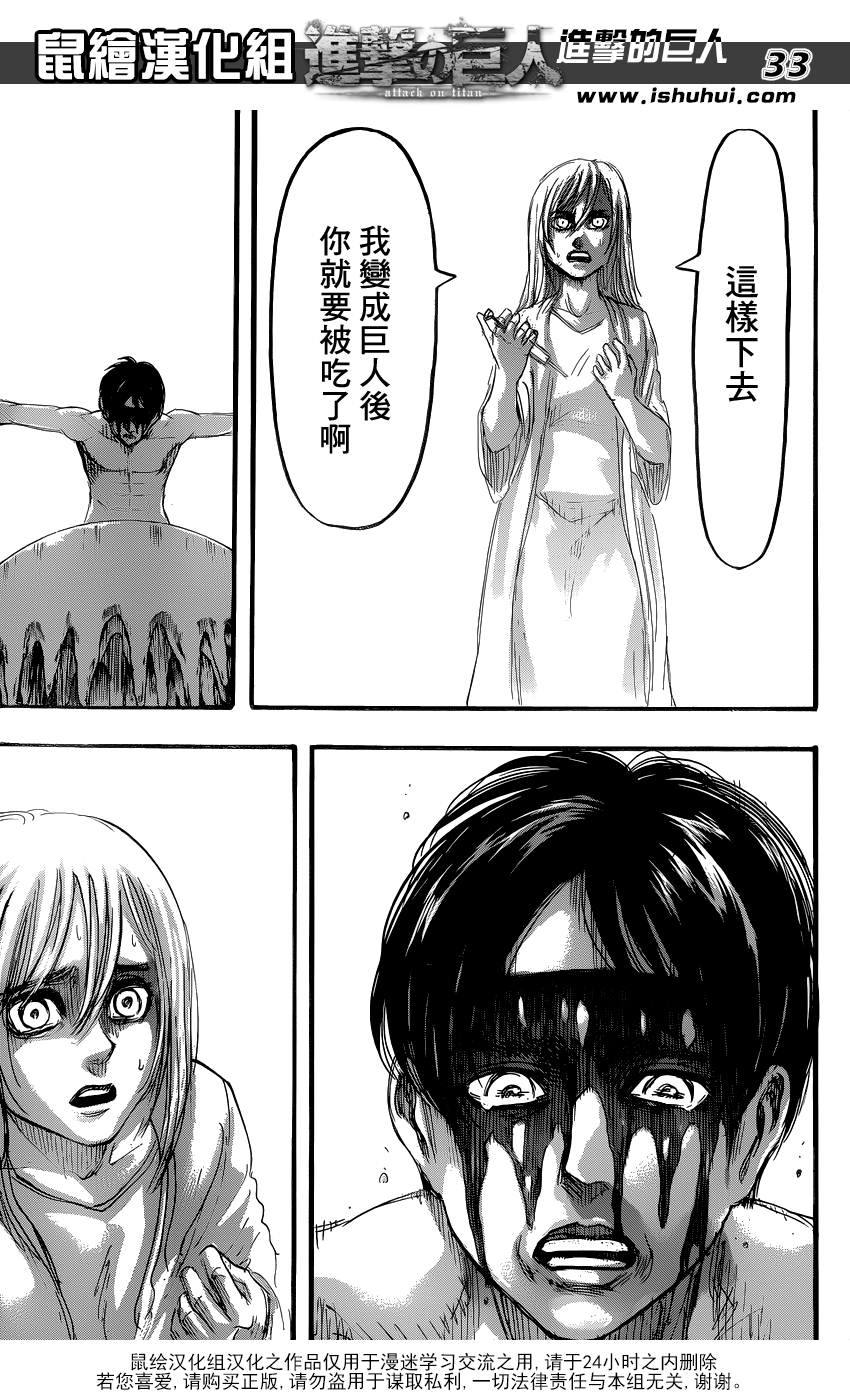 鼠繪漢化組
進撃の巨人
attack on titan
進擊的巨人
33
www.ishuhui.com
這樣下去
我變成巨人後
你就要被吃了啊
鼠绘汉化组汉化之作品仅用于漫迷学习交流之用,请于24小时之内删除
若您喜爱,请购买正版,请勿盗用于谋取私利,一切法律责任与本组无关,谢谢。